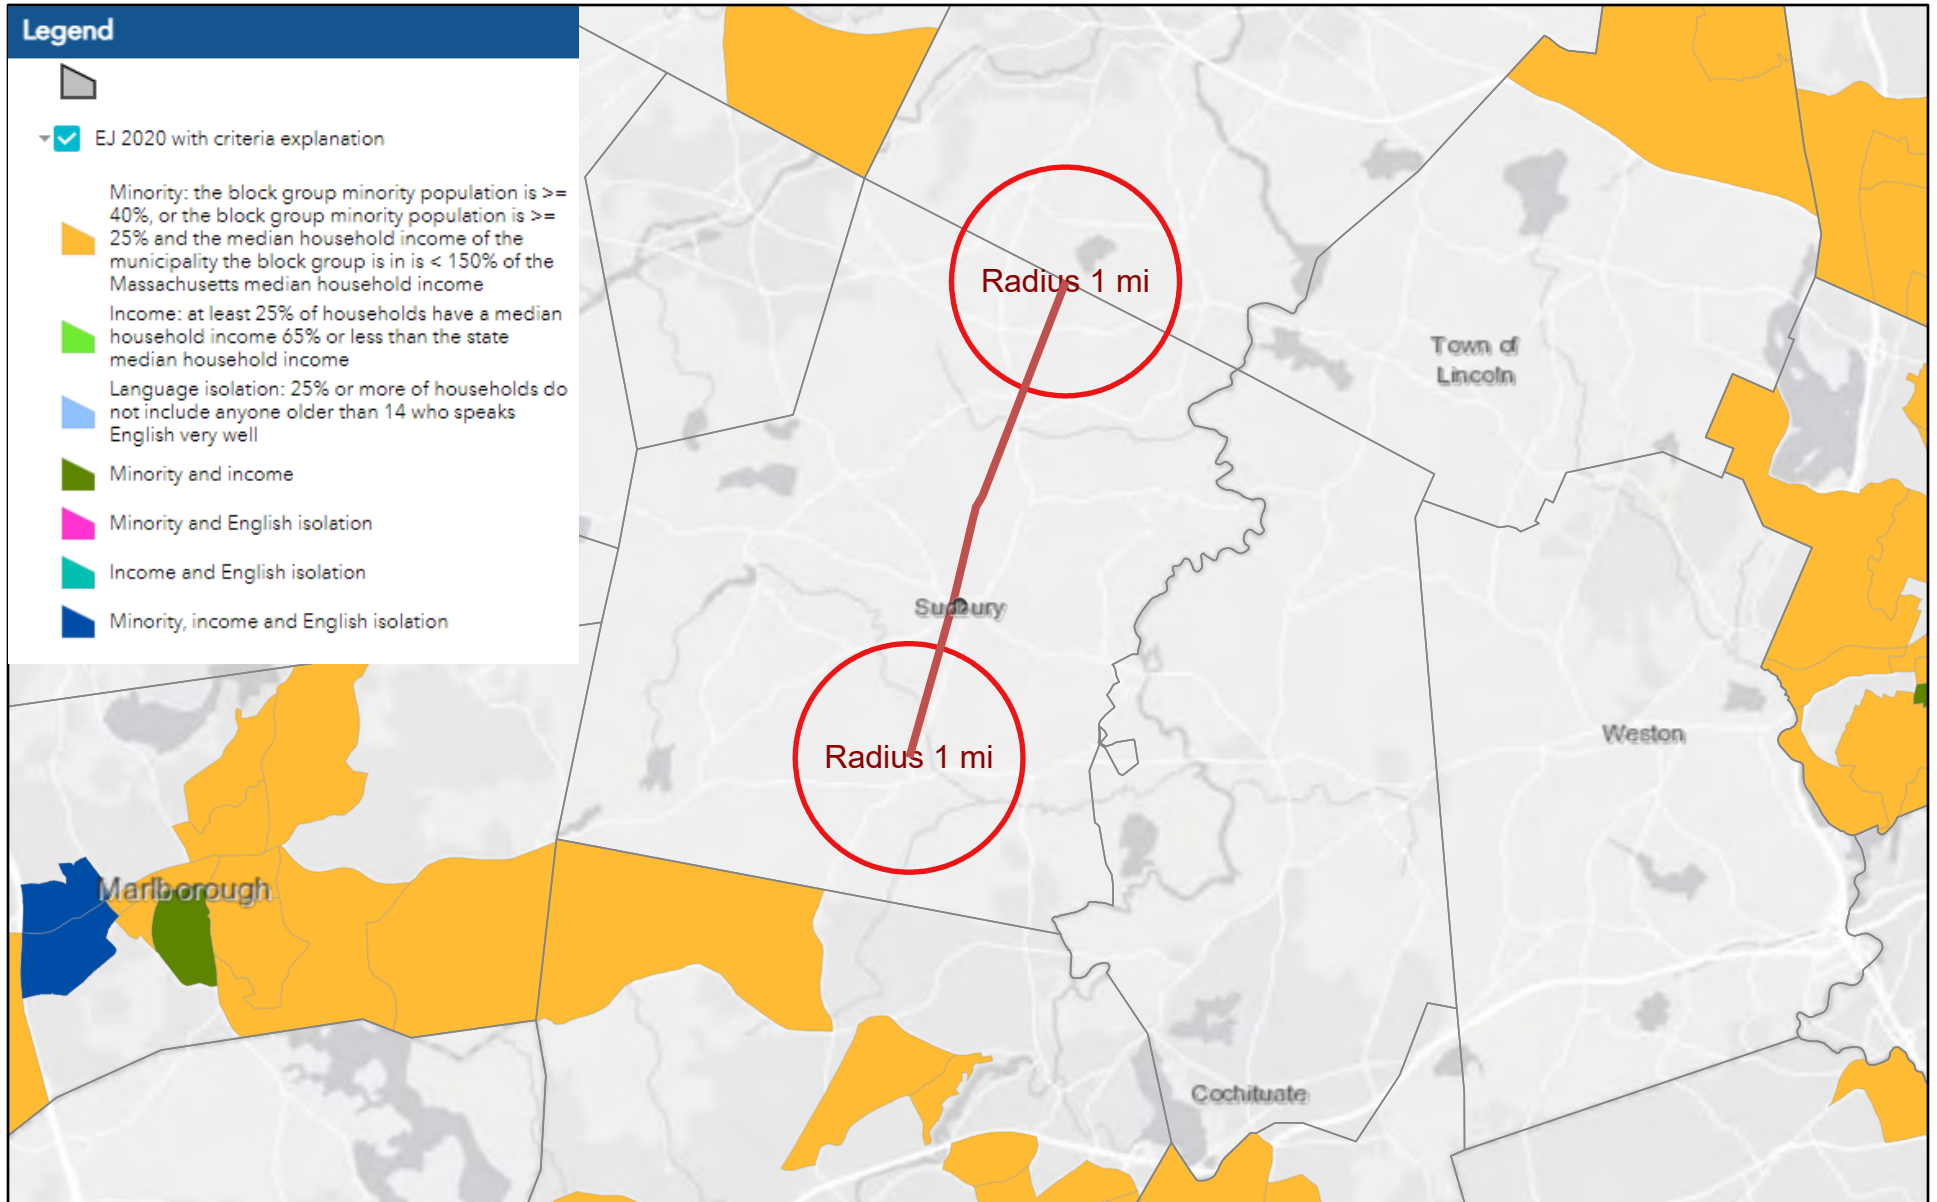 Legend
EJ 2020 with criteria explanation
Minority: the block group minority population is >=
40%, or the block group minority population is >=
25% and the median household income of the
municipality the block group is in is < 150% of the
Massachusetts median household income
Income: at least 25% of households have a median
household income 65% or less than the state
median household income
Language isolation: 25% or more of households do
not include anyone older than 14 who speaks
English very well
Minority and income
Minority and English isolation
Income and English isolation
Minority, income and English isolation
Radius 1 mi
Town of
Lincoln
Sudbury
Radius 1 mi
Weston
Marlborough
Cochituate